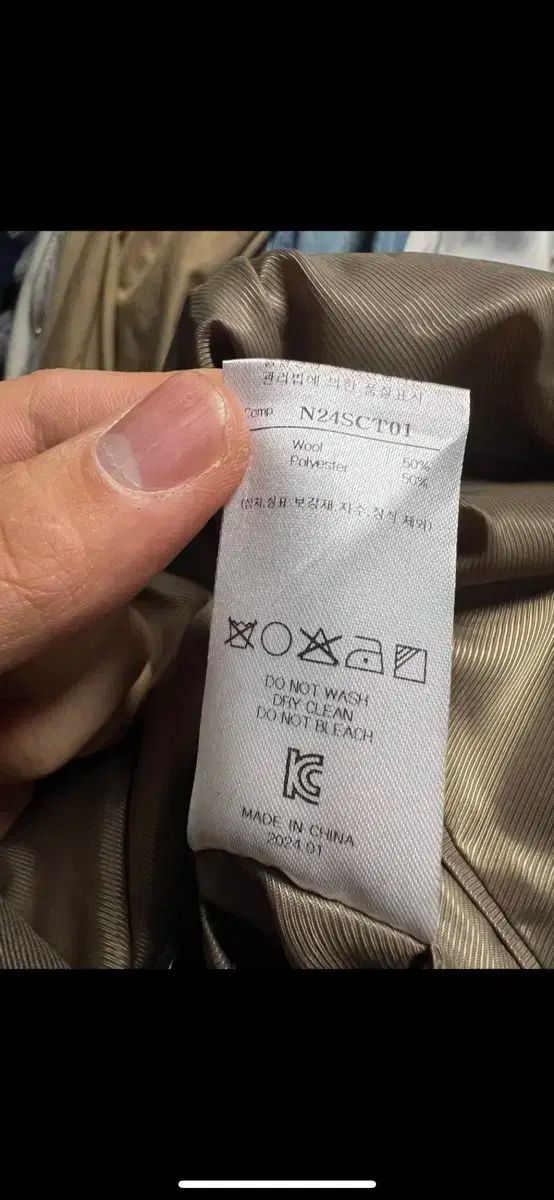 관리법에 의한 품질표시
Comp N24SCT01
Wool 50%
Polyester 50%
(심지,상표,보강재,자수,장식 제외)
DO NOT WASH
DRY CLEAN
DO NOT BLEACH
KC
MADE IN CHINA
2024.01